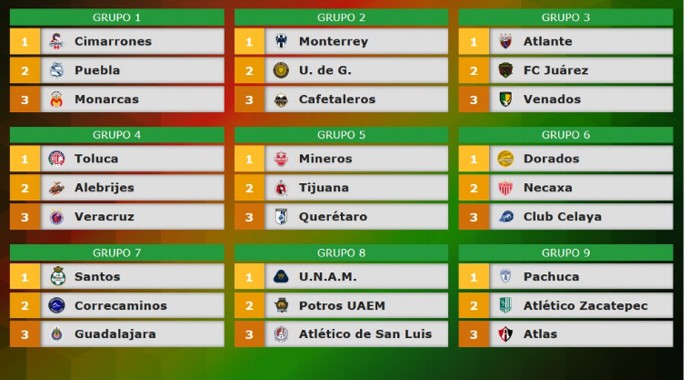 GRUPO 1
1 Cimarrones
2 Puebla
3 Monarcas
GRUPO 2
1 Monterrey
2 U. de G.
3 Cafetaleros
GRUPO 3
1 Atlante
2 FC Juárez
3 Venados
GRUPO 4
1 Toluca
2 Alebrijes
3 Veracruz
GRUPO 5
1 Mineros
2 Tijuana
3 Querétaro
GRUPO 6
1 Dorados
2 Necaxa
3 Club Celaya
GRUPO 7
1 Santos
2 Correcaminos
3 Guadalajara
GRUPO 8
1 U.N.A.M.
2 Potros UAEM
3 Atlético de San Luis
GRUPO 9
1 Pachuca
2 Atlético Zacatepec
3 Atlas